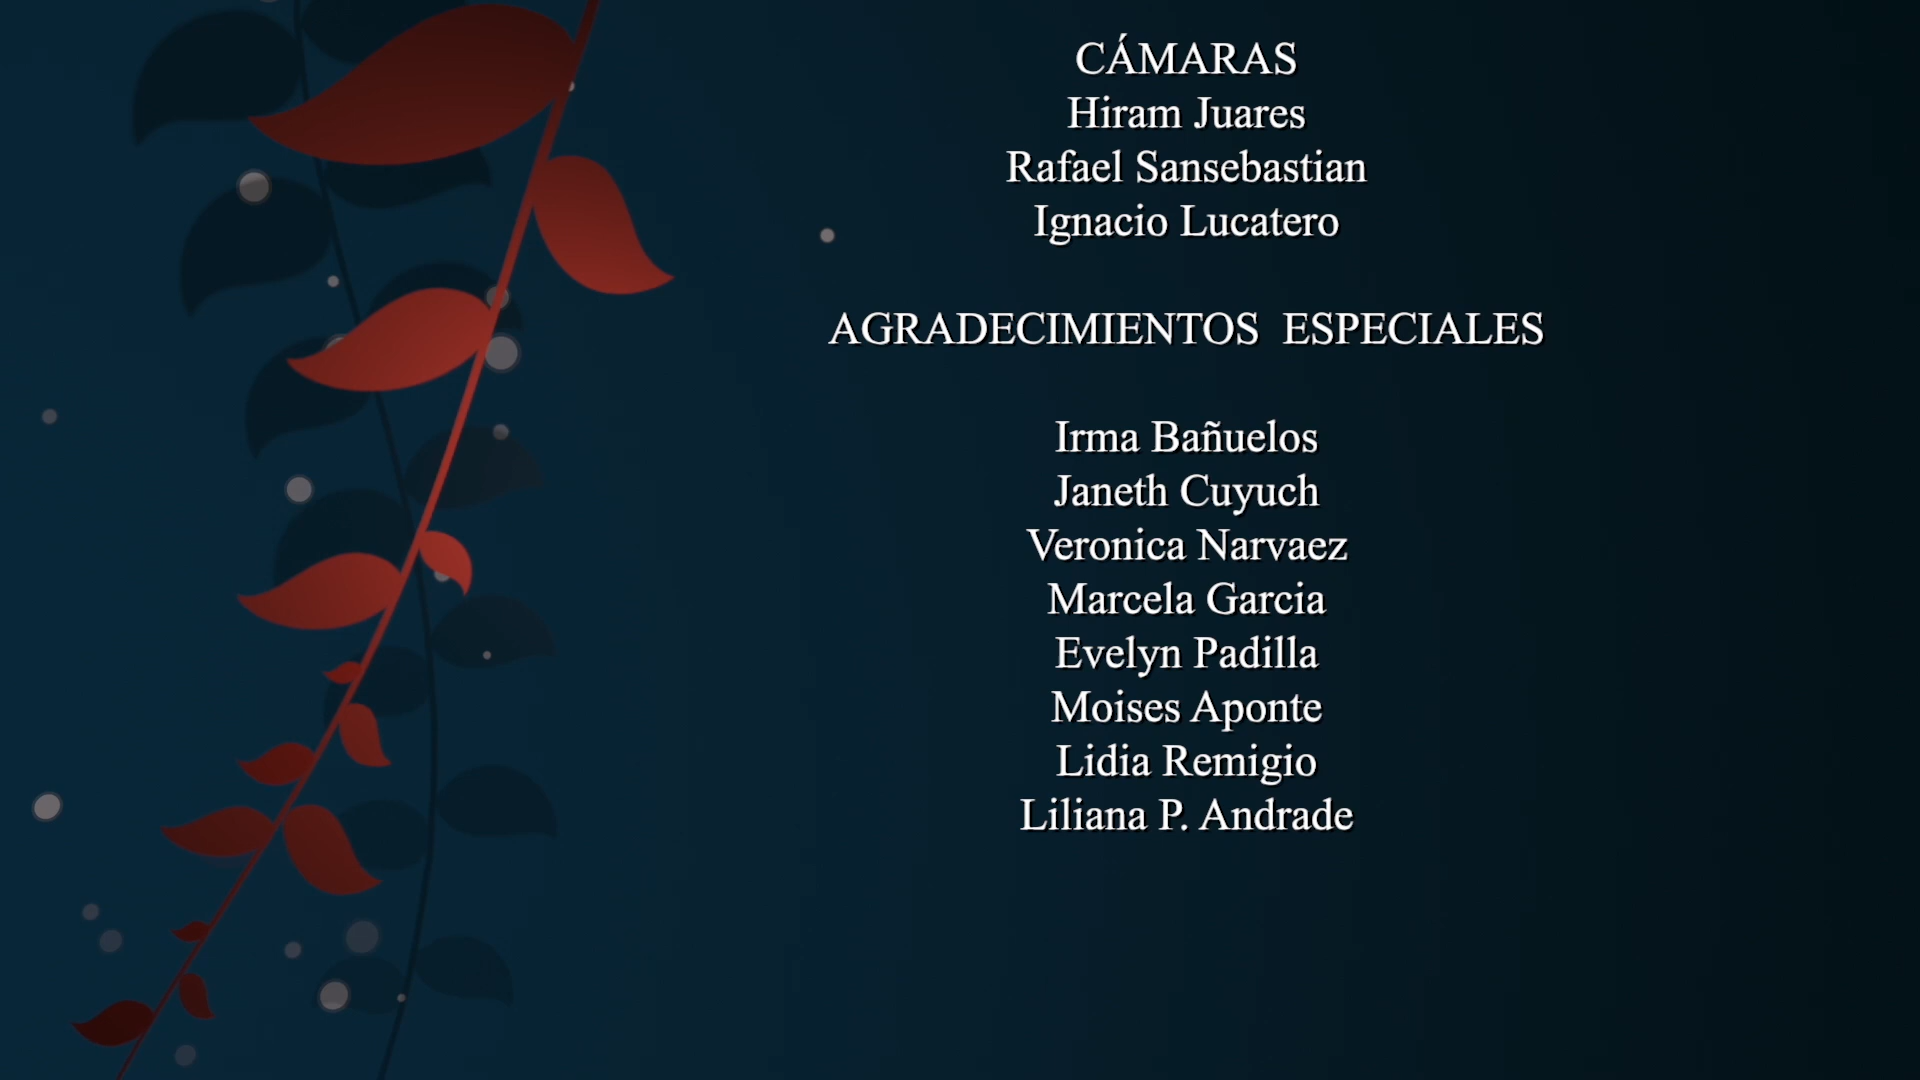 CÁMARAS
Hiram Juares
Rafael Sansebastian
Ignacio Lucatero
AGRADECIMIENTOS ESPECIALES
Irma Bañuelos
Janeth Cuyuch
Veronica Narvaez
Marcela Garcia
Evelyn Padilla
Moises Aponte
Lidia Remigio
Liliana P. Andrade